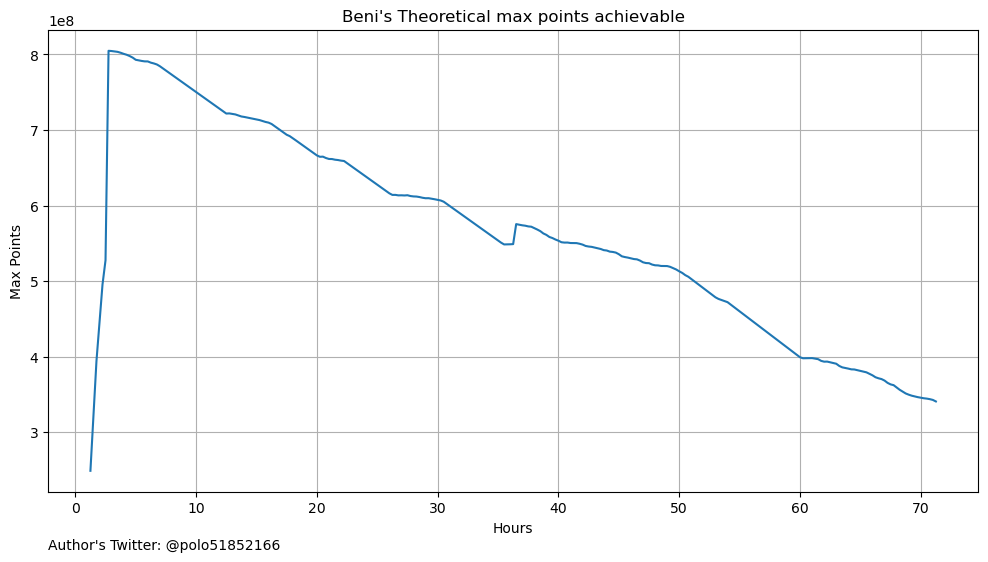 Beni's Theoretical max points achievable
1e8
8
7
6
5
4
3
Max Points
0 10 20 30 40 50 60 70
Hours
Author's Twitter: @polo51852166